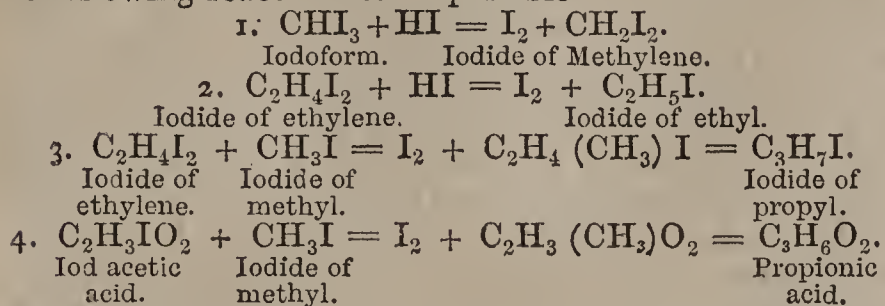 1. CHI₃ + HI = I₂ + CH₂I₂.
Iodoform. Iodide of Methylene.
2. C₂H₄I₂ + HI = I₂ + C₂H₅I.
Iodide of ethylene. Iodide of ethyl.
3. C₂H₄I₂ + CH₃I = I₂ + C₂H₄ (CH₃) I = C₃H₇I.
Iodide of Iodide of Iodide of
ethylene. methyl. propyl.
4. C₂H₃IO₂ + CH₃I = I₂ + C₂H₃ (CH₃)O₂ = C₃H₆O₂.
Iod acetic Iodide of Propionic
acid. methyl. acid.